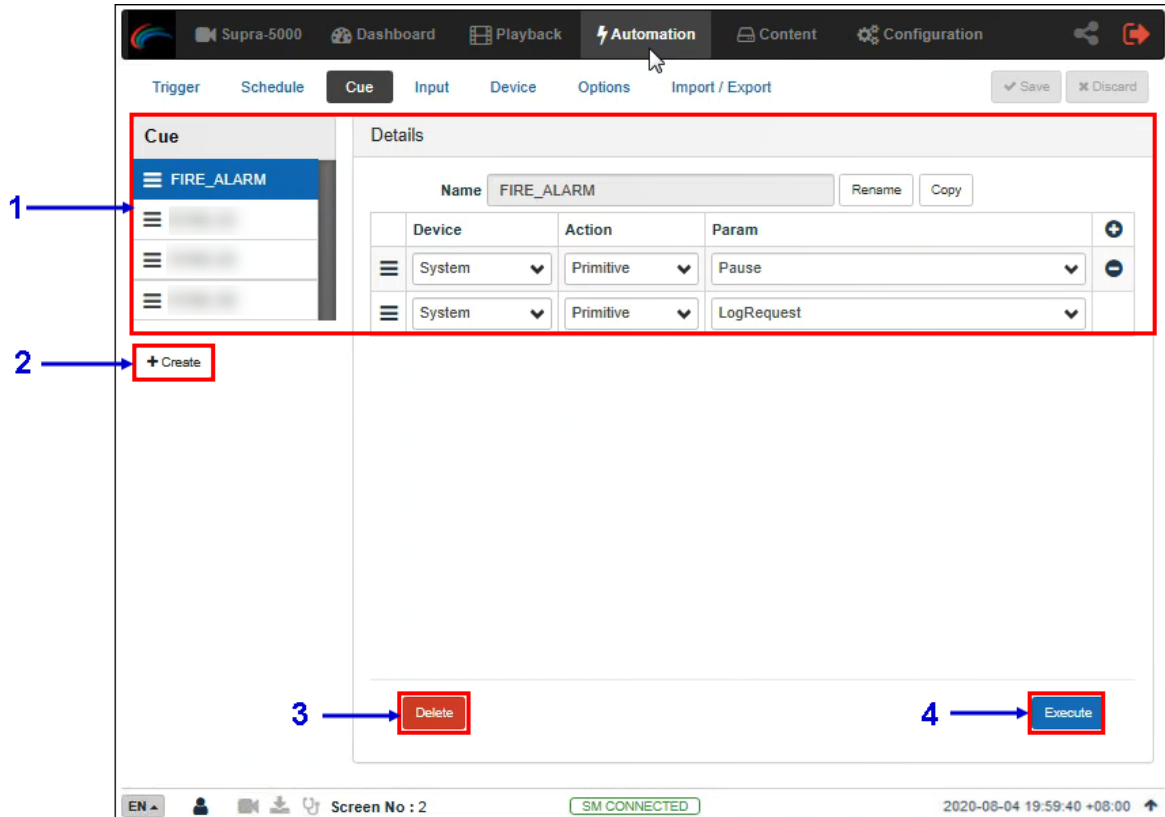 Supra-5000 Dashboard Playback Automation Content Configuration
Trigger Schedule Cue Input Device Options Import / Export Save Discard
Cue
FIRE_ALARM
Details
Name FIRE_ALARM Rename Copy
Device Action Param
System Primitive Pause
System Primitive LogRequest
1
2
+ Create
3
Delete
4
Execute
EN Screen No : 2 SM CONNECTED 2020-08-04 19:59:40 +08:00